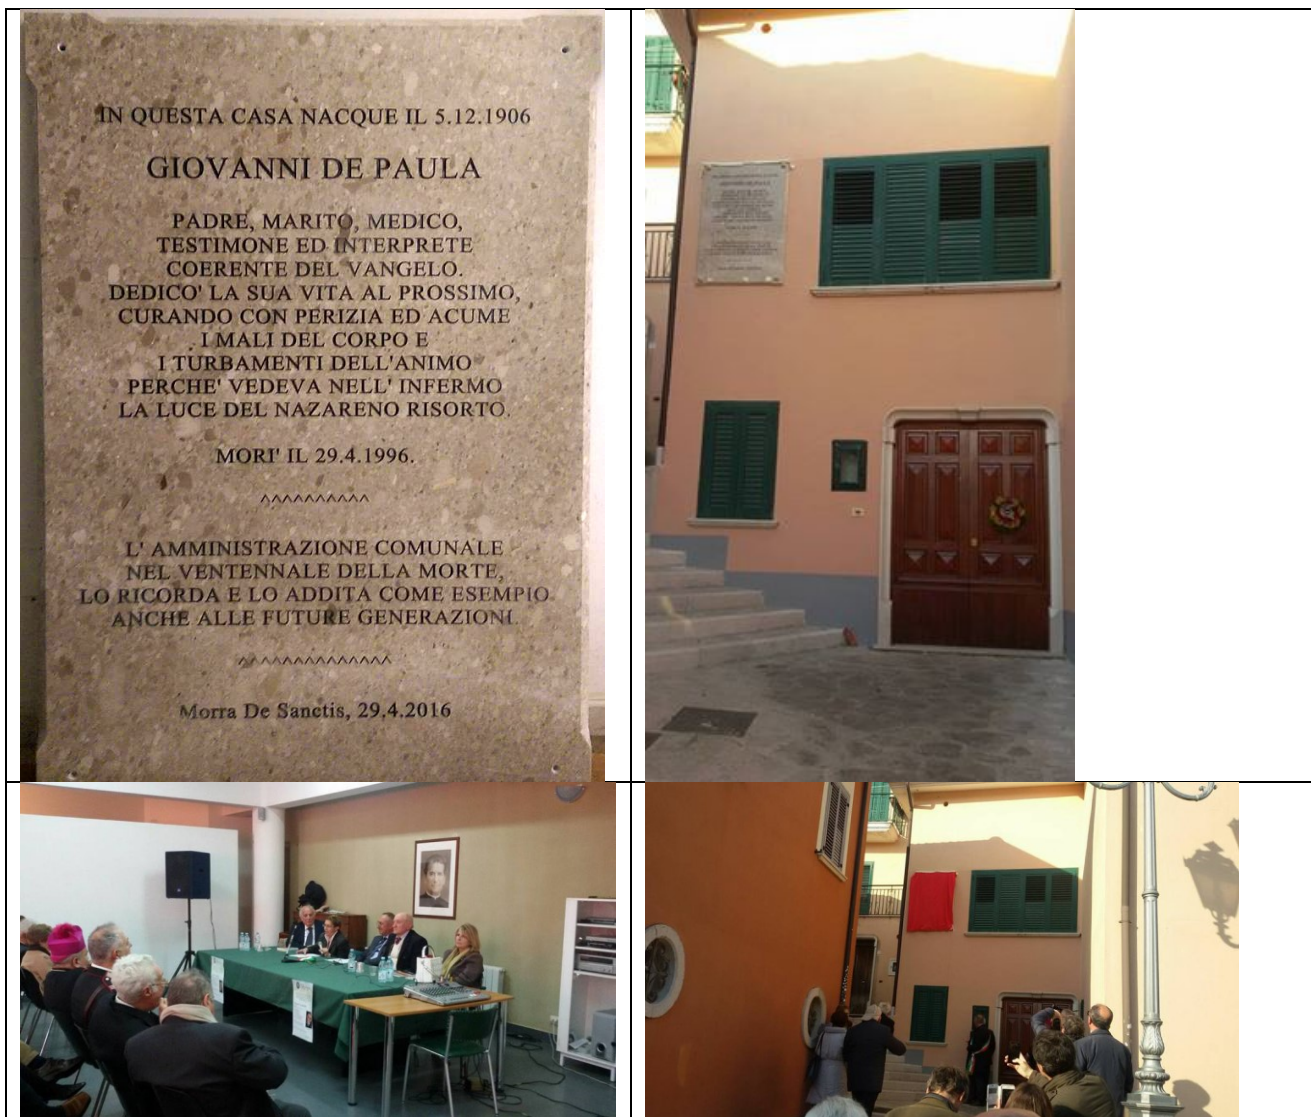 IN QUESTA CASA NACQUE IL 5.12.1906
GIOVANNI DE PAULA
PADRE, MARITO, MEDICO,
TESTIMONE ED INTERPRETE
COERENTE DEL VANGELO.
DEDICO' LA SUA VITA AL PROSSIMO,
CURANDO CON PERIZIA ED ACUME
I MALI DEL CORPO E
I TURBAMENTI DELL'ANIMO
PERCHE' VEDEVA NELL' INFERMO
LA LUCE DEL NAZARENO RISORTO.
MORI' IL 29.4.1996.
^^^^^^^^^^
L' AMMINISTRAZIONE COMUNALE
NEL VENTENNALE DELLA MORTE,
LO RICORDA E LO ADDITA COME ESEMPIO
ANCHE ALLE FUTURE GENERAZIONI.
^^^^^^^^^^^^^^
Morra De Sanctis, 29.4.2016